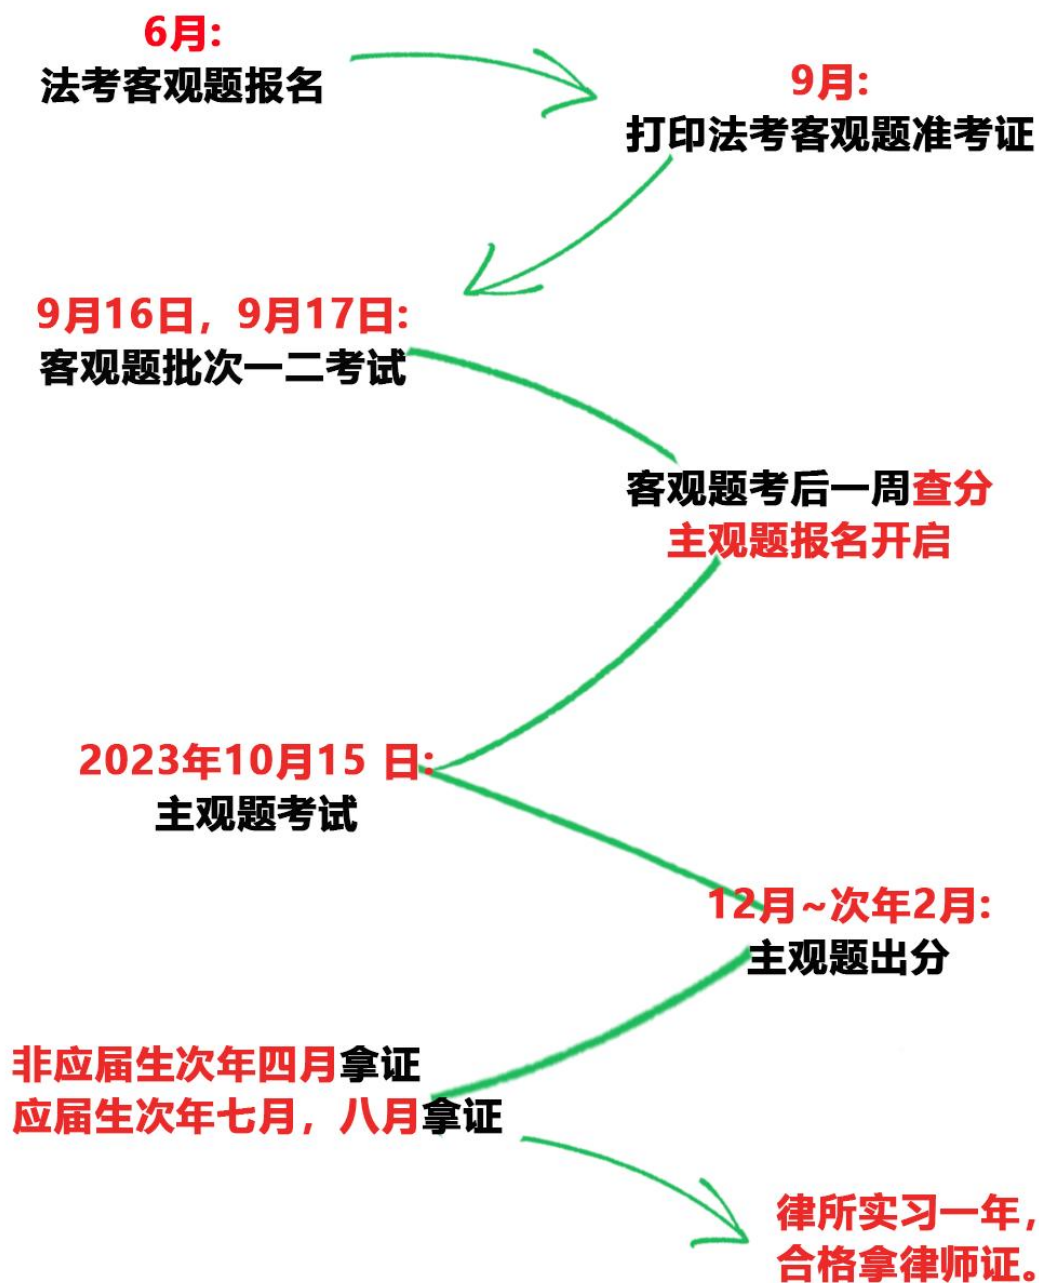 6月:
法考客观题报名
9月:
打印法考客观题准考证
9月16日，9月17日:
客观题批次一二考试
客观题考后一周查分
主观题报名开启
2023年10月15 日:
主观题考试
12月~次年2月:
主观题出分
非应届生次年四月拿证
应届生次年七月，八月拿证
律所实习一年，
合格拿律师证。